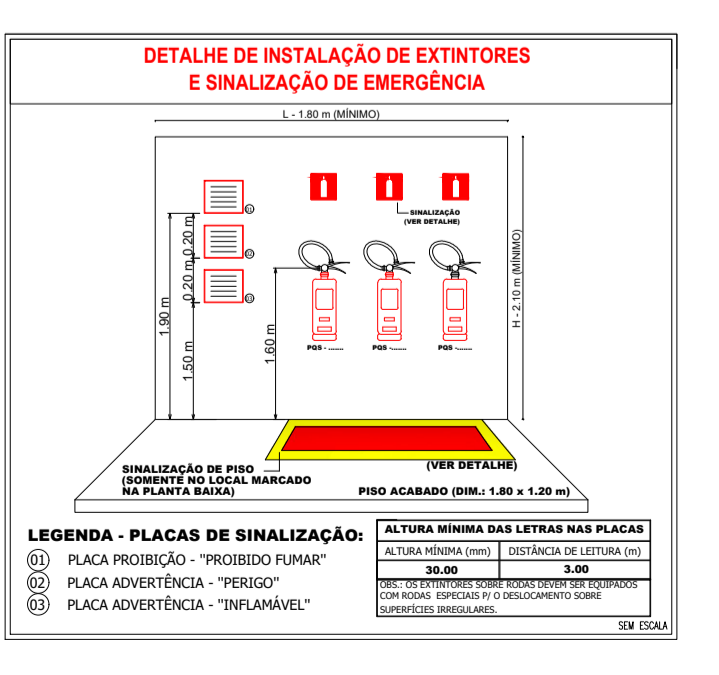 DETALHE DE INSTALAÇÃO DE EXTINTORES
E SINALIZAÇÃO DE EMERGÊNCIA
L - 1.80 m (MÍNIMO)
01
02
03
SINALIZAÇÃO
(VER DETALHE)
0.20 m
0.20 m
1.90 m
1.50 m
1.60 m
H - 2.10 m (MÍNIMO)
PQS - .......
PQS -.......
PQS -.......
SINALIZAÇÃO DE PISO
(SOMENTE NO LOCAL MARCADO
NA PLANTA BAIXA)
(VER DETALHE)
PISO ACABADO (DIM.: 1.80 x 1.20 m)
LEGENDA - PLACAS DE SINALIZAÇÃO:
01 PLACA PROIBIÇÃO - "PROIBIDO FUMAR"
02 PLACA ADVERTÊNCIA - "PERIGO"
03 PLACA ADVERTÊNCIA - "INFLAMÁVEL"
ALTURA MÍNIMA DAS LETRAS NAS PLACAS
ALTURA MÍNIMA (mm) DISTÂNCIA DE LEITURA (m)
30.00 3.00
OBS.: OS EXTINTORES SOBRE RODAS DEVEM SER EQUIPADOS
COM RODAS ESPECIAIS P/ O DESLOCAMENTO SOBRE
SUPERFÍCIES IRREGULARES.
SEM ESCALA